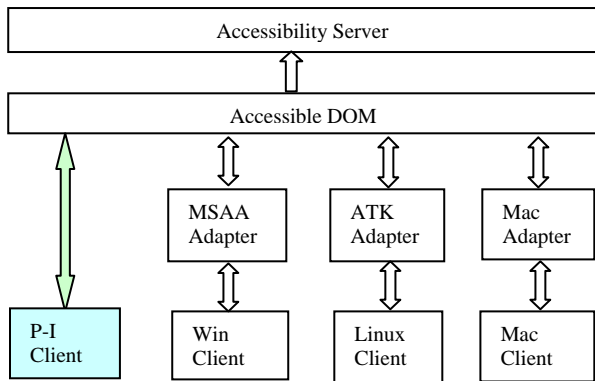 Accessibility Server
Accessible DOM
MSAA
Adapter
ATK
Adapter
Mac
Adapter
P-I
Client
Win
Client
Linux
Client
Mac
Client